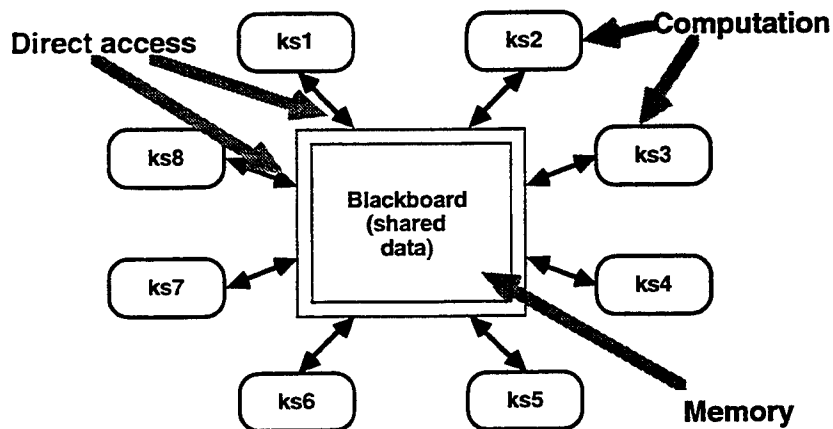 Direct access
ks1
ks2
Computation
ks8
ks3
Blackboard
(shared
data)
ks7
ks4
ks6
ks5
Memory